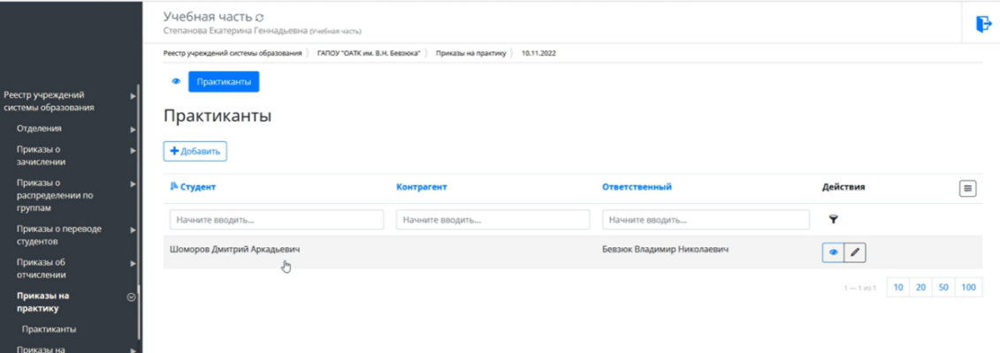 Учебная часть
Степанова Екатерина Геннадьевна (Учебная часть)
Реестр учреждений системы образования
ГАПОУ "ОАТК им. В.Н. Бевзюка"
Приказы на практику
10.11.2022
Практиканты
Реестр учреждений
системы образования
Отделения
Приказы о
зачислении
Приказы о
распределении по
группам
Приказы о переводе
студентов
Приказы об
отчислении
Приказы на
практику
Практиканты
Приказы на
Практиканты
Добавить
Студент Контрагент Ответственный Действия
Начните вводить... Начните вводить... Начните вводить...
Шоморов Дмитрий Аркадьевич Бевзюк Владимир Николаевич
1 — 1 из 1 10 20 50 100